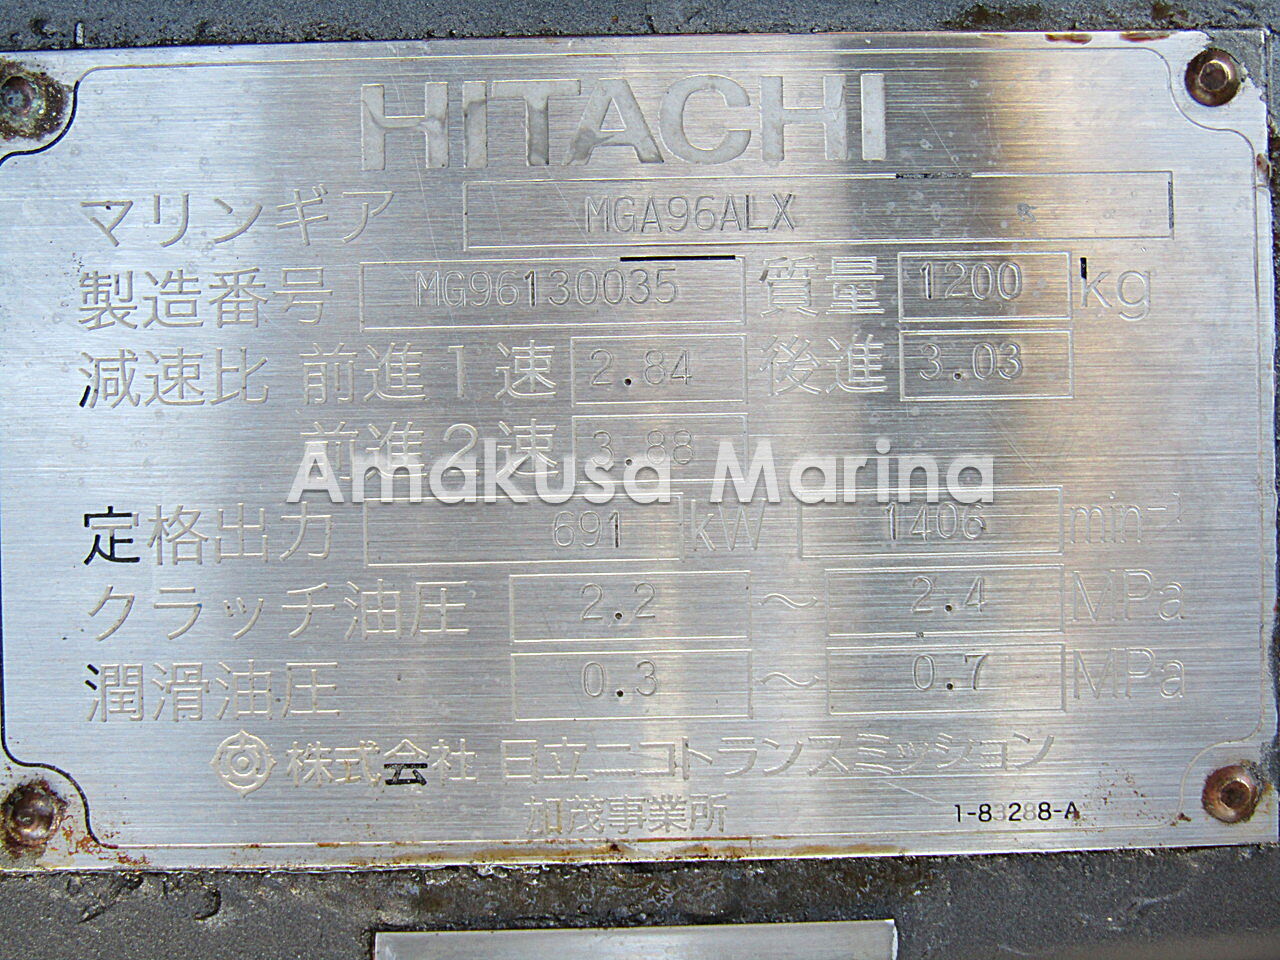 HITACHI
マリンギア MGA96ALX
製造番号 MG96130035 質量 1200 kg
減速比 前進1速 2.84 後進 3.03
前進2速 3.88
Amakusa Marina
定格出力 691 kW 1406 min⁻¹
クラッチ油圧 2.2 ～ 2.4 MPa
潤滑油圧 0.3 ～ 0.7 MPa
株式会社 日立ニコトランスミッション
加茂事業所 1-83288-A